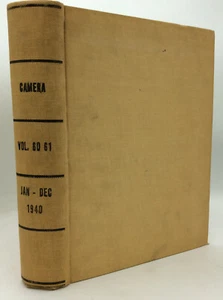 CAMERA
VOL. 60 61
JAN - DEC
1940